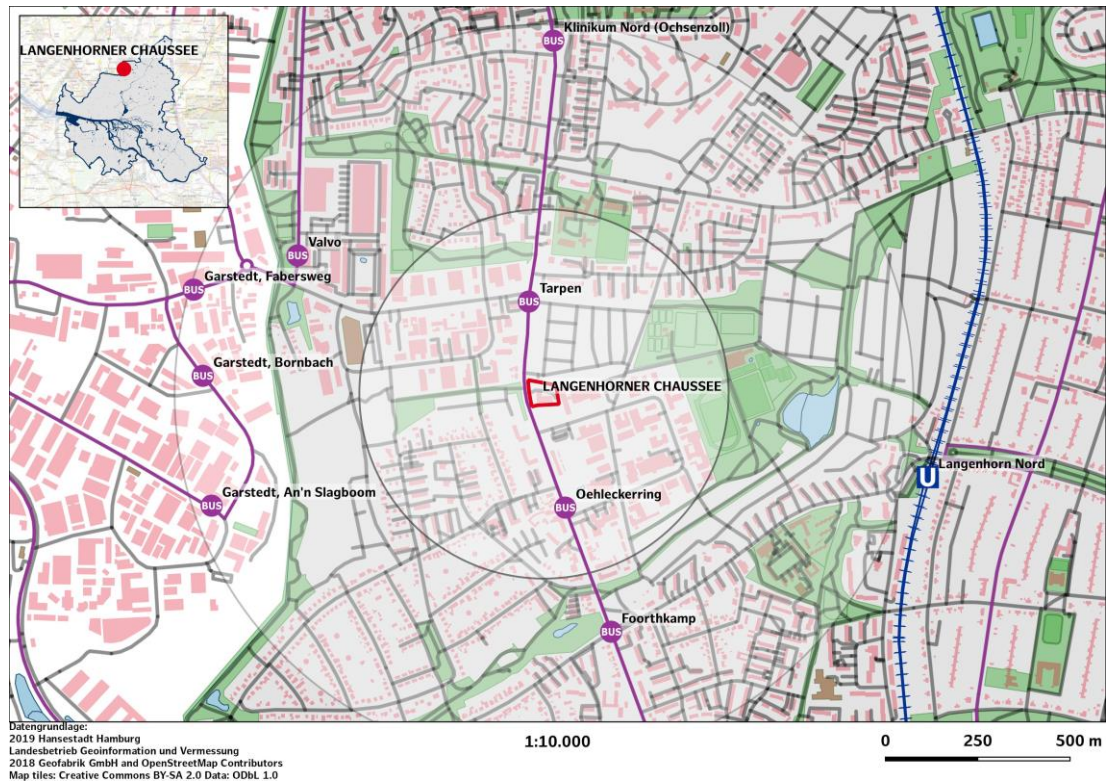 LANGENHORNER CHAUSSEE
Klinikum Nord (Ochsenzoll)
BUS
Valvo
BUS
Garstedt, Fabersweg
BUS
Tarpen
BUS
Garstedt, Bornbach
BUS
LANGENHORNER CHAUSSEE
Langenhorn Nord
U
Garstedt, An'n Slagboom
BUS
Oehleckerring
BUS
Foorthkamp
BUS
Datengrundlage:
2019 Hansestadt Hamburg
Landesbetrieb Geoinformation und Vermessung
2018 Geofabrik GmbH and OpenStreetMap Contributors
Map tiles: Creative Commons BY-SA 2.0 Data: ODbL 1.0
1:10.000
0 250 500 m